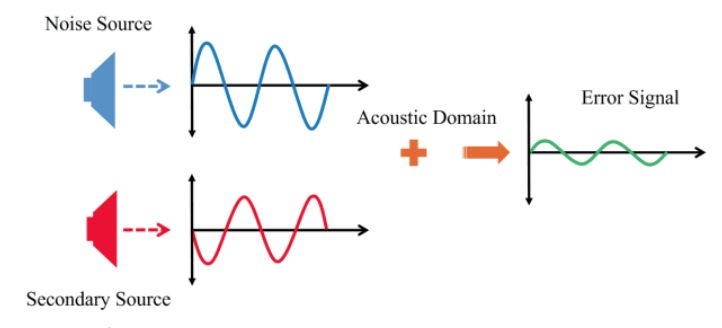 Noise Source
Acoustic Domain
Error Signal
Secondary Source